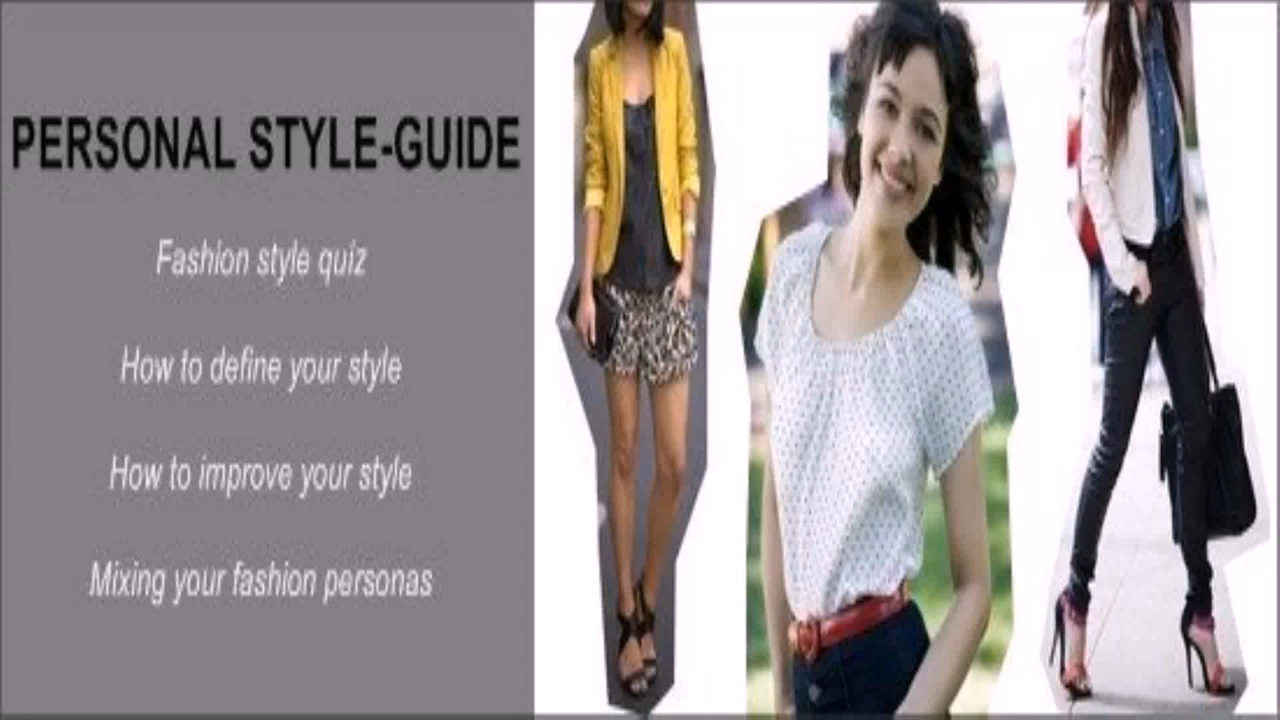 PERSONAL STYLE-GUIDE
Fashion style quiz
How to define your style
How to improve your style
Mixing your fashion personas